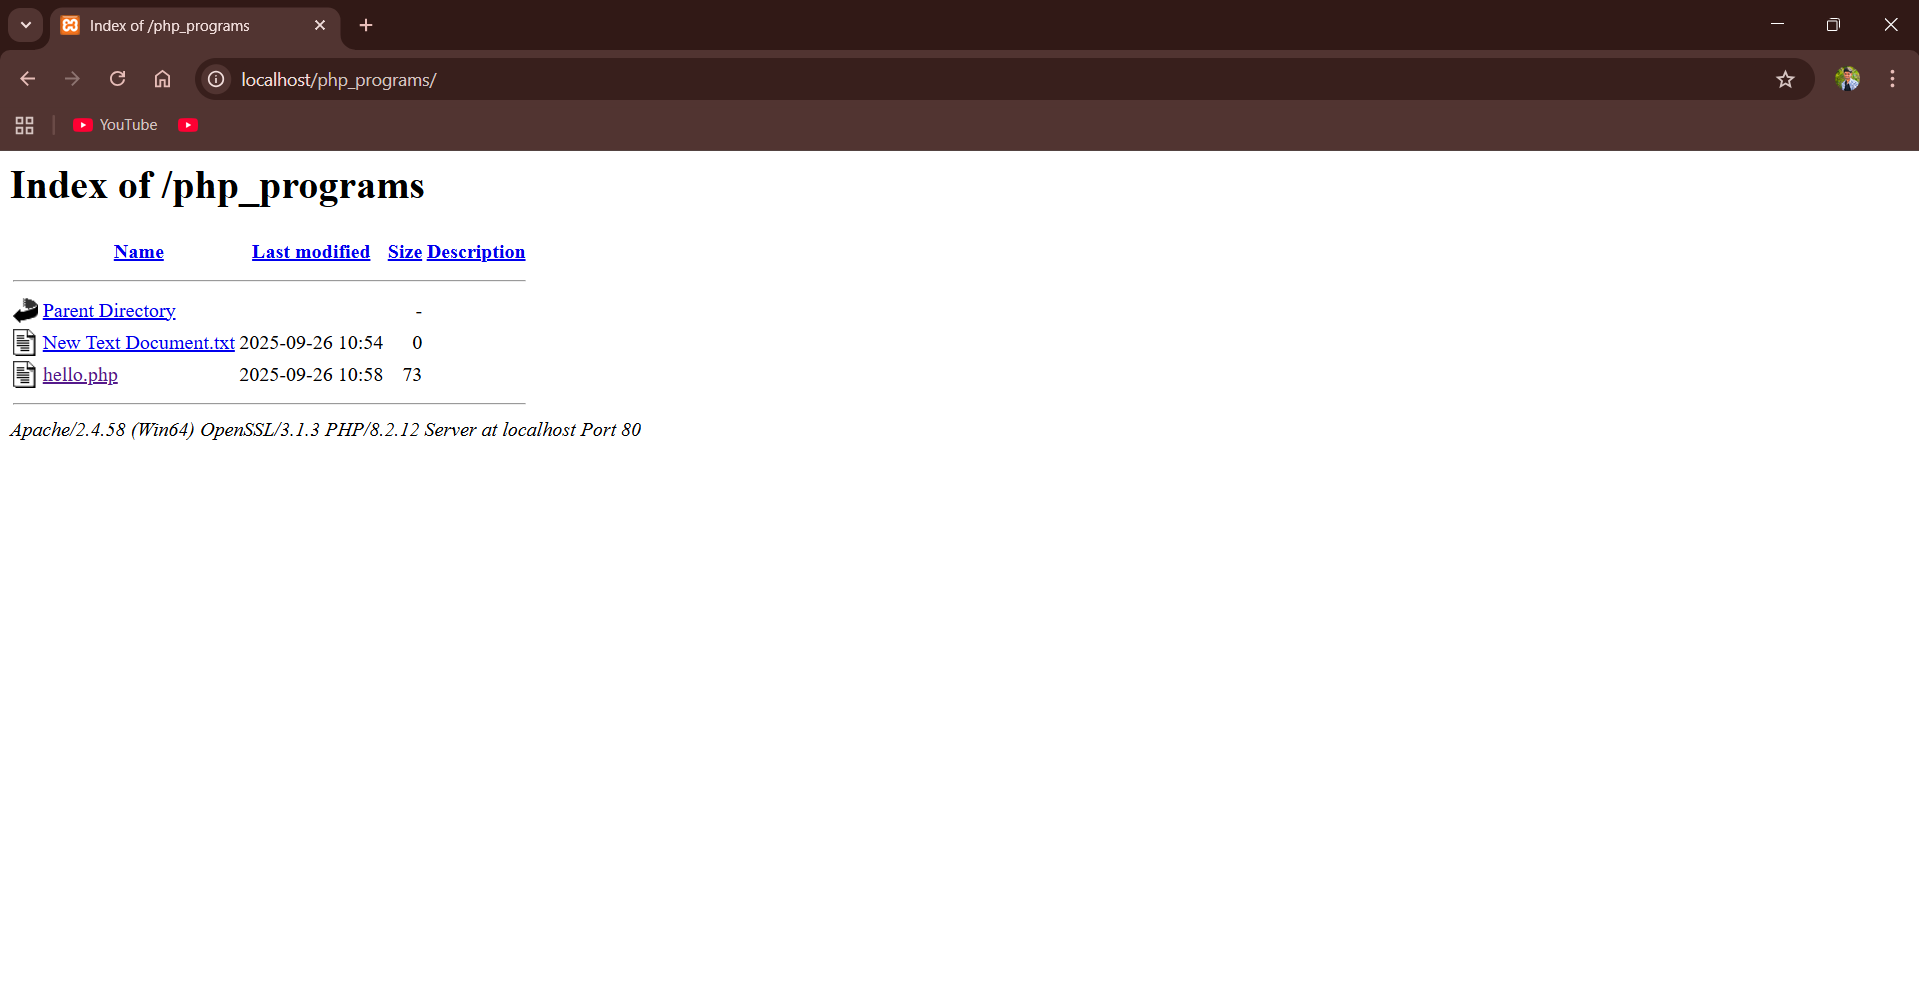 Index of /php_programs
localhost/php_programs/
YouTube
Index of /php_programs
Name Last modified Size Description
Parent Directory -
New Text Document.txt 2025-09-26 10:54 0
hello.php 2025-09-26 10:58 73
Apache/2.4.58 (Win64) OpenSSL/3.1.3 PHP/8.2.12 Server at localhost Port 80